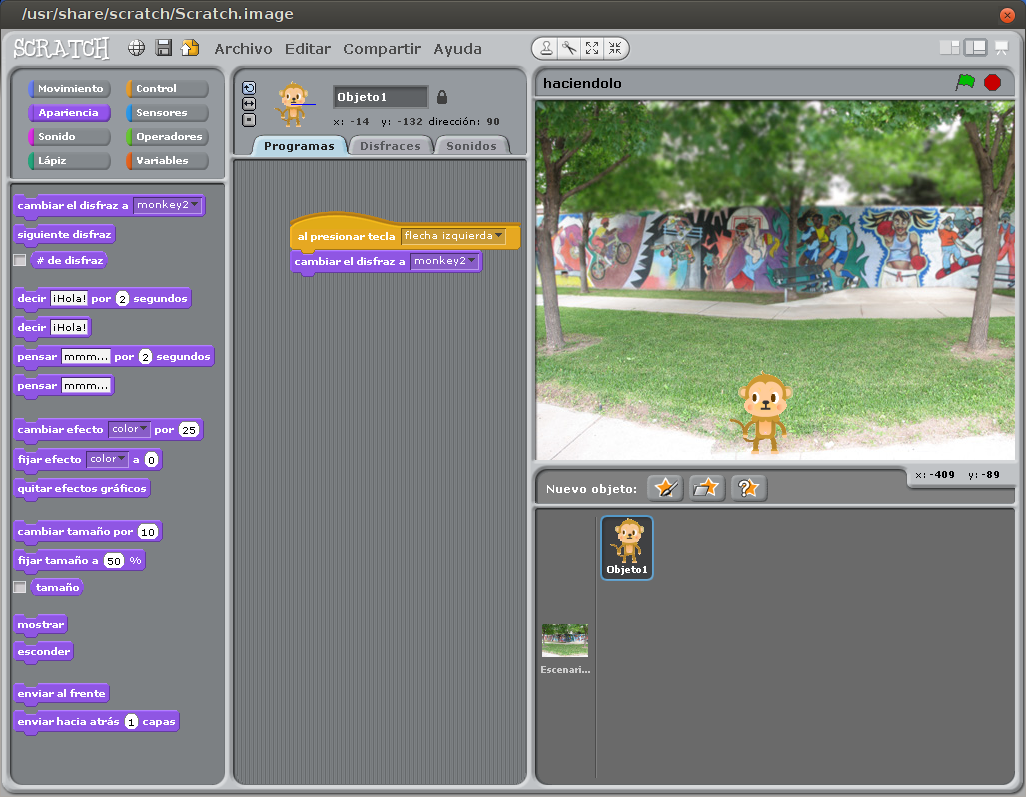 /usr/share/scratch/Scratch.image
SCRATCH
Archivo Editar Compartir Ayuda
Movimiento
Control
Apariencia
Sensores
Sonido
Operadores
Lápiz
Variables
cambiar el disfraz a monkey2
siguiente disfraz
# de disfraz
decir ¡Hola! por 2 segundos
decir ¡Hola!
pensar mmm... por 2 segundos
pensar mmm...
cambiar efecto color por 25
fijar efecto color a 0
quitar efectos gráficos
cambiar tamaño por 10
fijar tamaño a 50 %
tamaño
mostrar
esconder
enviar al frente
enviar hacia atrás 1 capas
Objeto1
x: -14 y: -132 dirección: 90
Programas Disfraces Sonidos
al presionar tecla flecha izquierda
cambiar el disfraz a monkey2
haciendolo
x: -409 y: -89
Nuevo objeto:
Objeto1
Escenari...